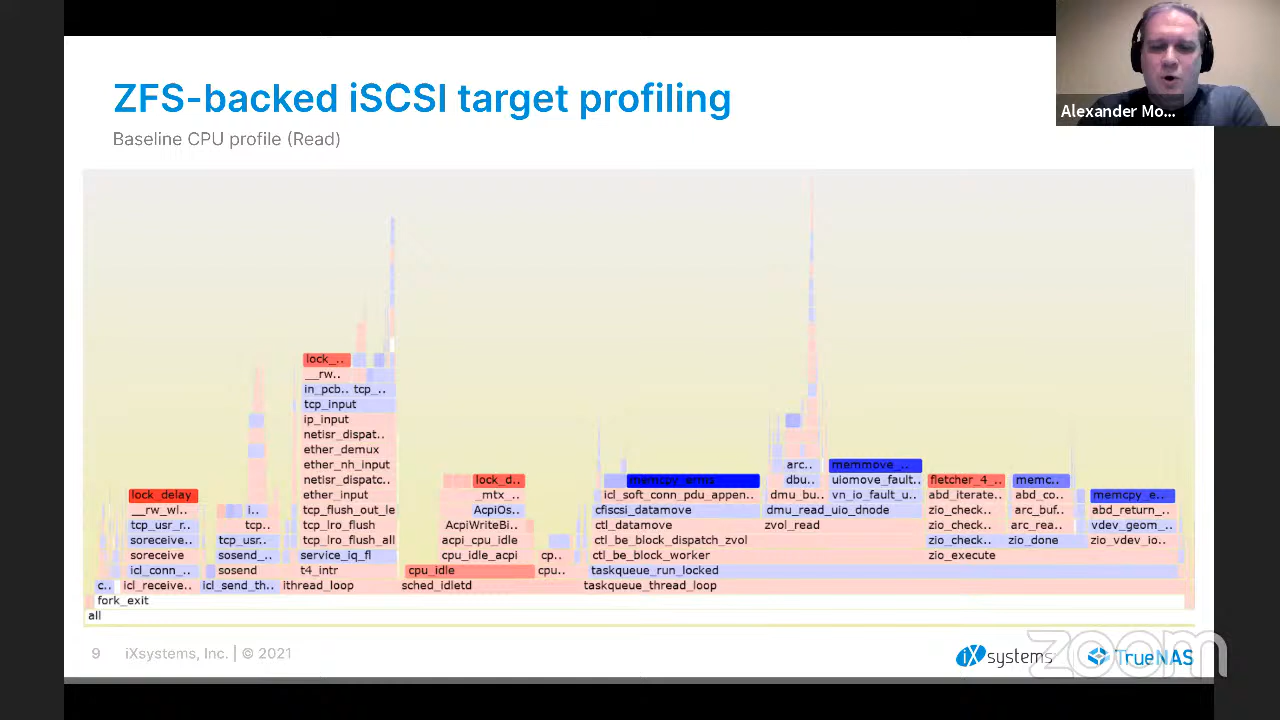 ZFS-backed iSCSI target profiling
Baseline CPU profile (Read)
Alexander Mo...
lock_..
__rw..
in_pcb.. tcp_..
tcp_input
ip_input
netisr_dispat..
ether_demux
ether_nh_input
netisr_dispatc..
ether_input
tcp_flush_out_le
tcp_lro_flush
tcp_lro_flush_all
service_iq_fl
t4_intr
ithread_loop
lock_delay
__rw_wl..
tcp_usr_r..
soreceive..
soreceive
icl_conn_..
icl_receive..
i..
tcp..
tcp_usr..
sosend_..
sosend
icl_send_th..
c..
lock_d..
_mtx_..
AcpiOs..
AcpiWriteBi..
acpi_cpu_idle
cpu_idle_acpi
cpu_idle
sched_idletd
cp..
cpu..
memcpy_erms
icl_soft_conn_pdu_appen..
cfiscsi_datamove
ctl_datamove
ctl_be_block_dispatch_zvol
ctl_be_block_worker
taskqueue_run_locked
taskqueue_thread_loop
arc..
dbu..
dmu_bu..
dmu_read_uio_dnode
zvol_read
memmove_..
uiomove_fault..
vn_io_fault_u..
fletcher_4_..
abd_iterate..
zio_check..
zio_check..
zio_check..
zio_execute
memc..
abd_co..
arc_buf..
arc_rea..
zio_done
memcpy_e..
abd_return_..
vdev_geom_..
zio_vdev_io..
fork_exit
all
9 iXsystems, Inc. | © 2021
iXsystems
TrueNAS
zoom